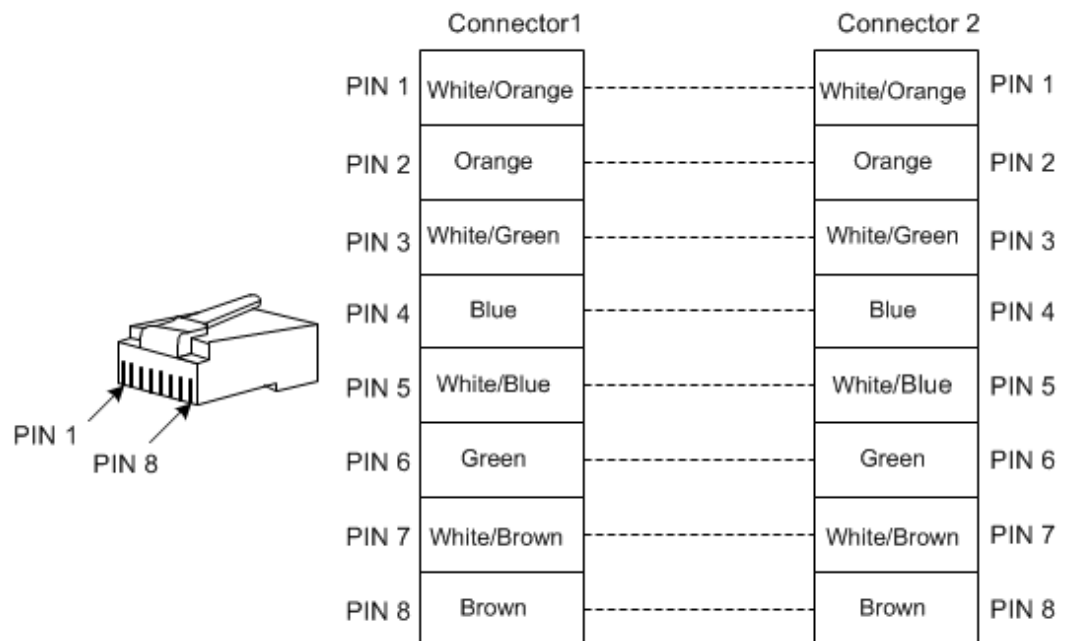 Connector1 Connector 2
PIN 1 White/Orange White/Orange PIN 1
PIN 2 Orange Orange PIN 2
PIN 3 White/Green White/Green PIN 3
PIN 4 Blue Blue PIN 4
PIN 5 White/Blue White/Blue PIN 5
PIN 6 Green Green PIN 6
PIN 7 White/Brown White/Brown PIN 7
PIN 8 Brown Brown PIN 8
PIN 1
PIN 8